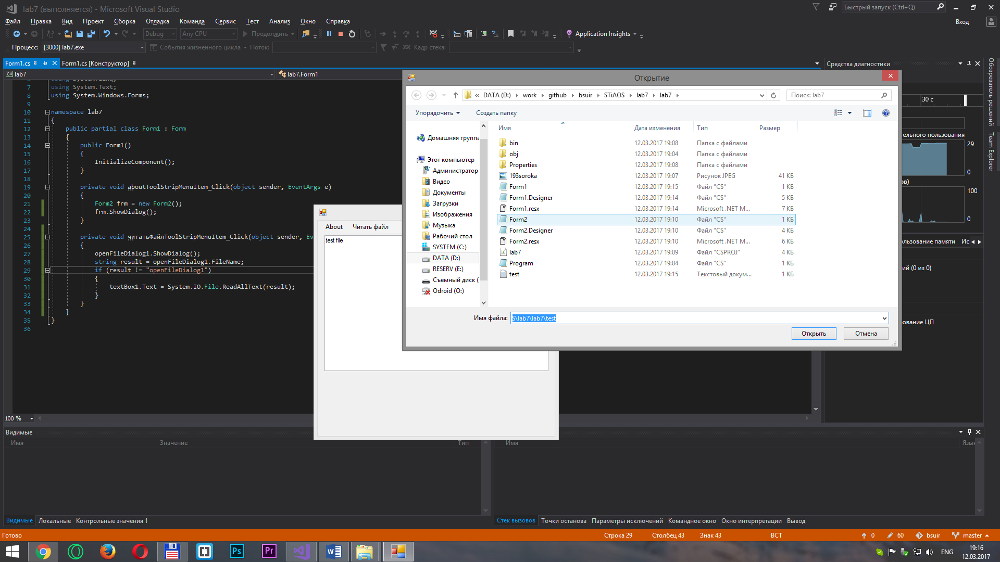 lab7 (выполняется) - Microsoft Visual Studio
Быстрый запуск (Ctrl+Q)
Файл Правка Вид Проект Сборка Отладка Команда Сервис Тест Анализ Окно Справка
Вход
Debug Any CPU Продолжить Application Insights
Процесс: [3000] lab7.exe События жизненного цикла Поток: Кадр стека:
Form1.cs Form1.cs [Конструктор]
Средства диагностики
Обозреватель решений
Team Explorer
C# lab7 lab7.Form1
7 using System.Text;
8 using System.Windows.Forms;
9
10 namespace lab7
11 {
12 public partial class Form1 : Form
13 {
14 public Form1()
15 {
16 InitializeComponent();
17 }
18
19 private void aboutToolStripMenuItem_Click(object sender, EventArgs e)
20 {
21 Form2 frm = new Form2();
22 frm.ShowDialog();
23 }
24
25 private void читатьФайлToolStripMenuItem_Click(object sender, Ev
26 {
27 openFileDialog1.ShowDialog();
28 string result = openFileDialog1.FileName;
29 if (result != "openFileDialog1")
30 {
31 textBox1.Text = System.IO.File.ReadAllText(result);
32 }
33 }
34 }
35 }
36
100 %
About Читать файл
test file
Открытие
« DATA (D:) work github bsuir STiAOS lab7 lab7
Поиск: lab7
Упорядочить Создать папку
Домашняя группа
Этот компьютер
Администратор
Видео
Документы
Загрузки
Изображения
Музыка
Рабочий стол
SYSTEM (C:)
DATA (D:)
RESERV (E:)
Съемный диск (
Odroid (O:)
Имя Дата изменения Тип Размер
bin 12.03.2017 19:08 Папка с файлами
obj 12.03.2017 19:04 Папка с файлами
Properties 12.03.2017 19:08 Папка с файлами
193soroka 12.03.2017 19:07 Рисунок JPEG 41 КБ
Form1 12.03.2017 19:15 Файл "CS" 1 КБ
Form1.Designer 12.03.2017 19:14 Файл "CS" 5 КБ
Form1.resx 12.03.2017 19:14 Microsoft .NET M... 7 КБ
Form2 12.03.2017 19:10 Файл "CS" 1 КБ
Form2.Designer 12.03.2017 19:10 Файл "CS" 4 КБ
Form2.resx 12.03.2017 19:10 Microsoft .NET M... 6 КБ
lab7 12.03.2017 19:09 Файл "CSPROJ" 4 КБ
Program 12.03.2017 19:04 Файл "CS" 1 КБ
test 12.03.2017 19:15 Текстовый докум... 1 КБ
Имя файла: S\lab7\lab7\test
Открыть Отмена
30 с
тельного пользования
29
0
ов)
100
0
ользование памяти Ис
ий (0 из 0)
ование ЦП
Видимые
Имя Значение Тип
Имя Язык
Видимые Локальные Контрольные значения 1
Стек вызовов Точки останова Параметры исключений Командное окно Окно интерпретации Вывод
Готово Строка 29 Столбец 43 Знак 43 ВСТ 0 60 bsuir master
Ps Pr
ENG
19:16
12.03.2017